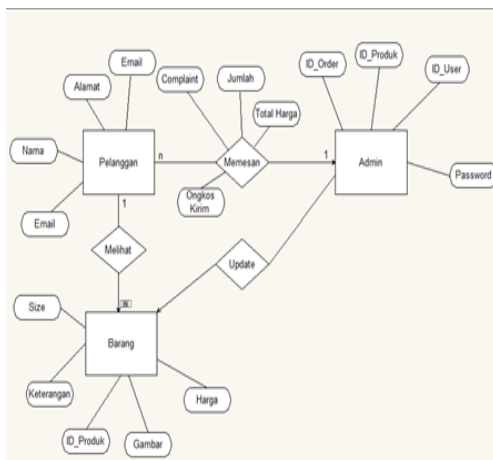 Email
Complaint
Jumlah
ID_Order
ID_Produk
ID_User
Alamat
Total Harga
Nama
Pelanggan
n
Memesan
1
Admin
Password
Email
1
Ongkos
Kirim
Melihat
Update
Size
Barang
Keterangan
Harga
ID_Produk
Gambar